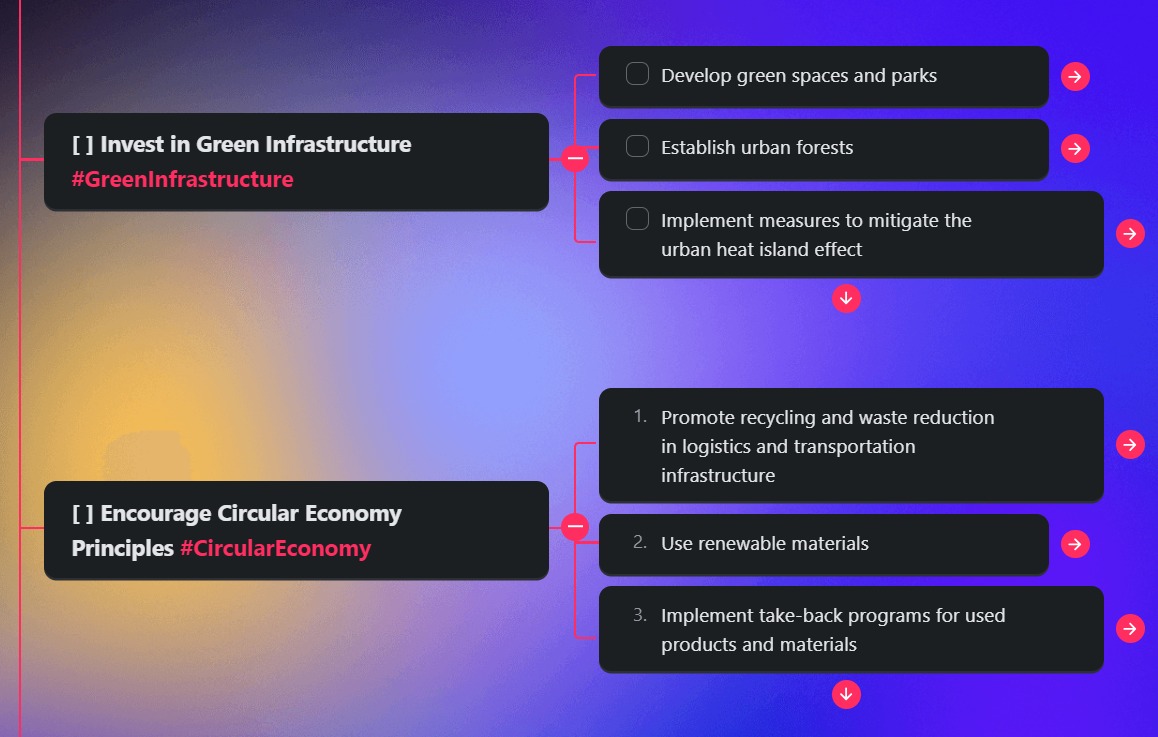 [ ] Invest in Green Infrastructure
#GreenInfrastructure
Develop green spaces and parks
Establish urban forests
Implement measures to mitigate the
urban heat island effect
[ ] Encourage Circular Economy
Principles #CircularEconomy
1. Promote recycling and waste reduction
in logistics and transportation
infrastructure
2. Use renewable materials
3. Implement take-back programs for used
products and materials